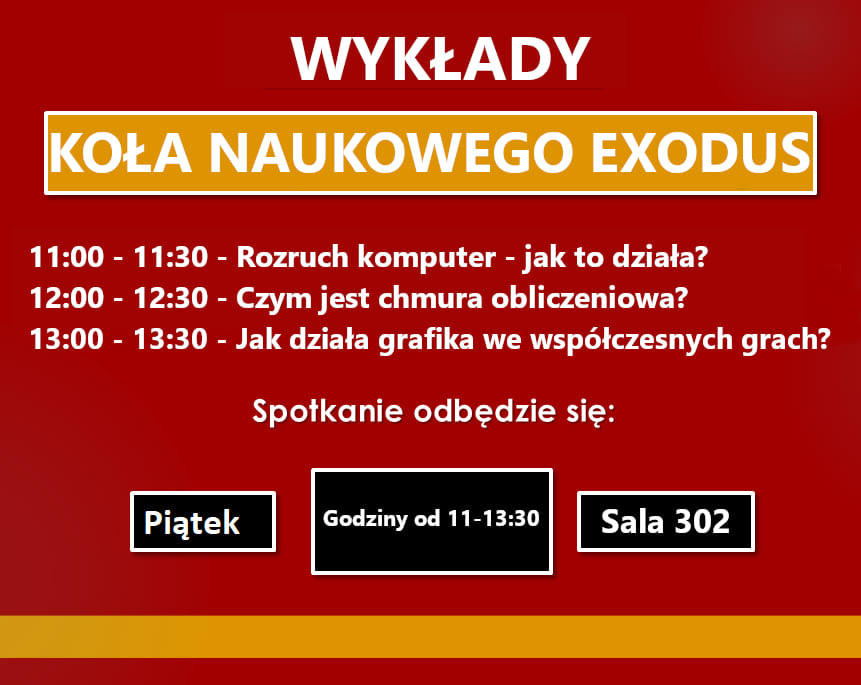 WYKŁADY
KOŁA NAUKOWEGO EXODUS
11:00 - 11:30 - Rozruch komputer - jak to działa?
12:00 - 12:30 - Czym jest chmura obliczeniowa?
13:00 - 13:30 - Jak działa grafika we współczesnych grach?
Spotkanie odbędzie się:
Piątek
Godziny od 11-13:30
Sala 302